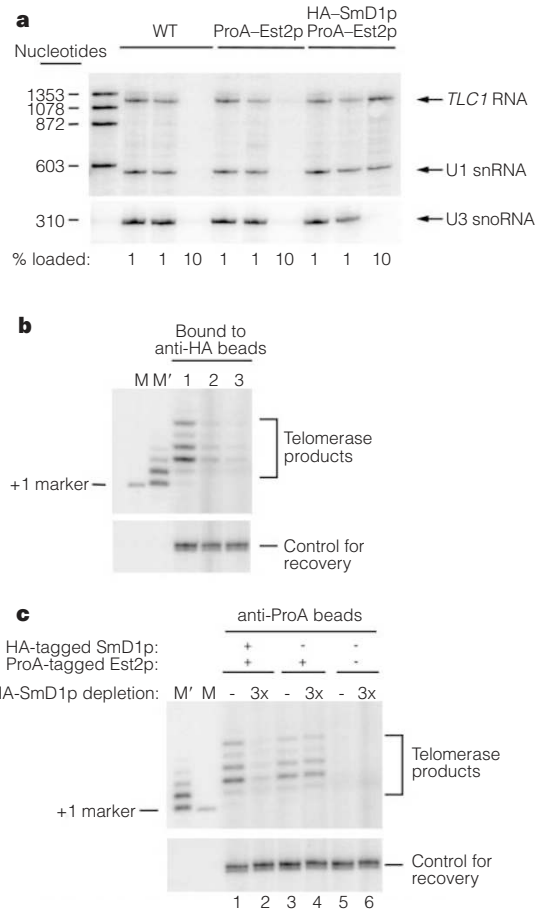 a
HA–SmD1p
WT ProA–Est2p ProA–Est2p
Nucleotides
1353
1078
872
603
310
TLC1 RNA
U1 snRNA
U3 snoRNA
% loaded: 1 1 10 1 1 10 1 1 10
b
Bound to
anti-HA beads
M M′ 1 2 3
Telomerase
products
+1 marker
Control for
recovery
c
anti-ProA beads
HA-tagged SmD1p: + - -
ProA-tagged Est2p: + + -
HA-SmD1p depletion: M′ M - 3x - 3x - 3x
Telomerase
products
+1 marker
Control for
recovery
1 2 3 4 5 6